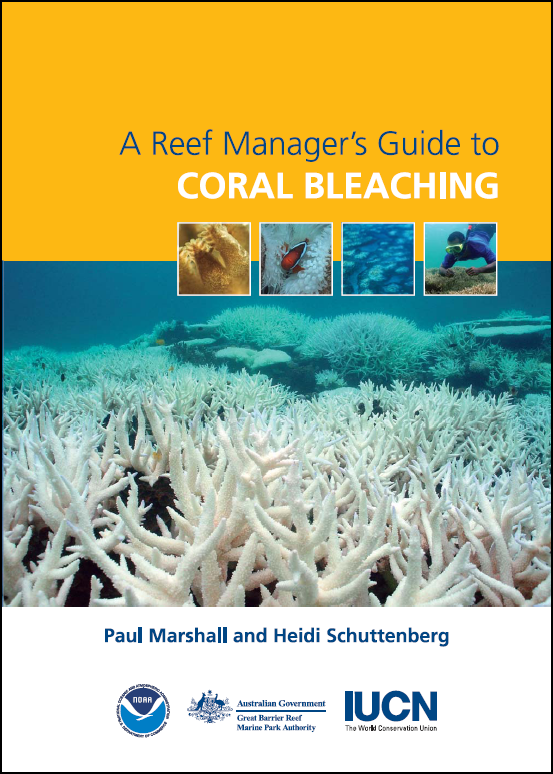 A Reef Manager's Guide to
CORAL BLEACHING
Paul Marshall and Heidi Schuttenberg
NOAA
Australian Government
Great Barrier Reef
Marine Park Authority
IUCN
The World Conservation Union